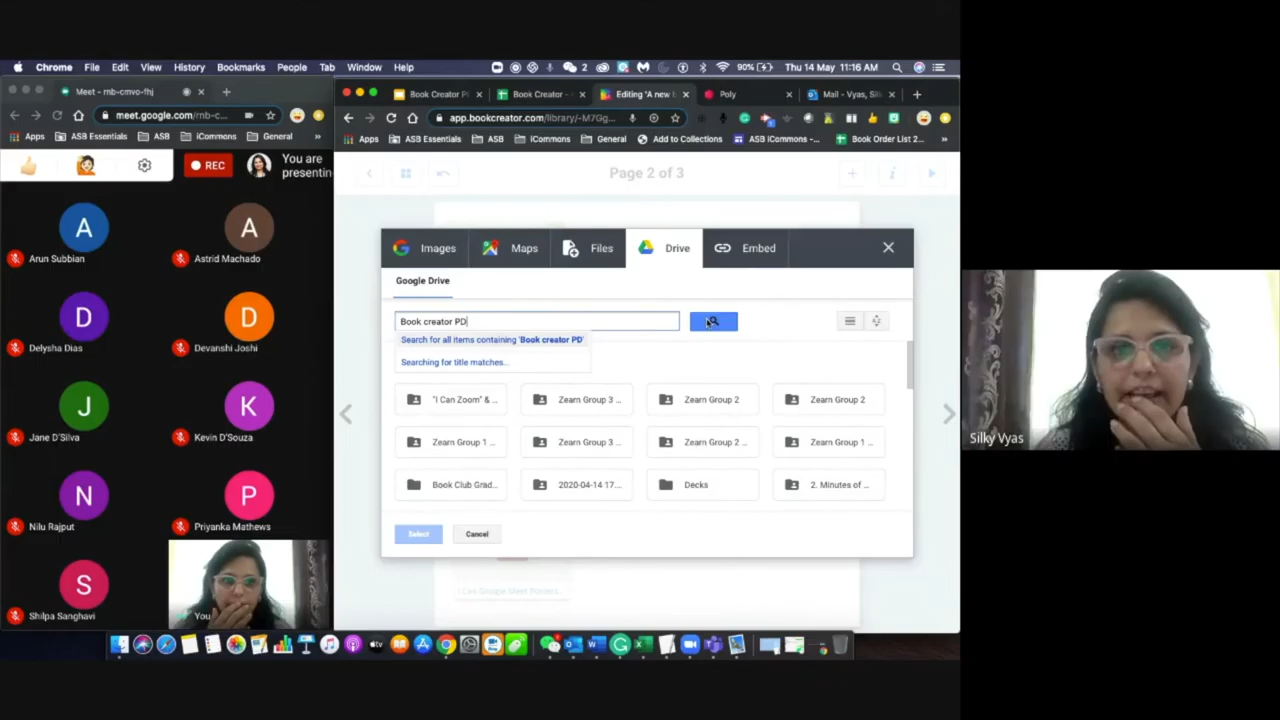 Chrome File Edit View History Bookmarks People Tab Window Help
2 90% Thu 14 May 11:16 AM
Meet – rnb-cmvo-fhj
meet.google.com/rnb-c...
Apps ASB Essentials ASB iCommons General »
REC
You are
presenting
A
Arun Subbian
A
Astrid Machado
D
Delysha Dias
D
Devanshi Joshi
J
Jane D'Silva
K
Kevin D'Souza
N
Nilu Rajput
P
Priyanka Mathews
S
Shilpa Sanghavi
You
Book Creator P
Book Creator -
Editing "A new b
Poly
Mail – Vyas, Sil
app.bookcreator.com/library/-M7Gg...
Apps ASB Essentials ASB iCommons General Add to Collections ASB iCommons -... Book Order List 2... »
Page 2 of 3
Images Maps Files Drive Embed
Google Drive
Book creator PD
Search for all items containing 'Book creator PD'
Searching for title matches...
"I Can Zoom" & ... Zearn Group 3 ... Zearn Group 2 Zearn Group 2
Zearn Group 1 ... Zearn Group 3 ... Zearn Group 2 ... Zearn Group 1 ...
Book Club Grad... 2020-04-14 17... Decks 2. Minutes of ...
Select Cancel
I Can Google Meet
Silky Vyas